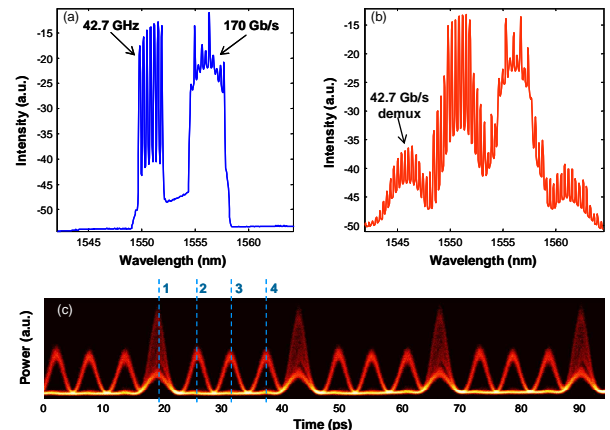 (a)
42.7 GHz
170 Gb/s
Intensity (a.u.)
-15
-20
-25
-30
-35
-40
-45
-50
1545
1550
1555
1560
Wavelength (nm)
(b)
42.7 Gb/s
demux
Intensity (a.u.)
-15
-20
-25
-30
-35
-40
-45
-50
1545
1550
1555
1560
Wavelength (nm)
(c)
1
2
3
4
Power (a.u.)
0
10
20
30
40
50
60
70
80
90
Time (ps)